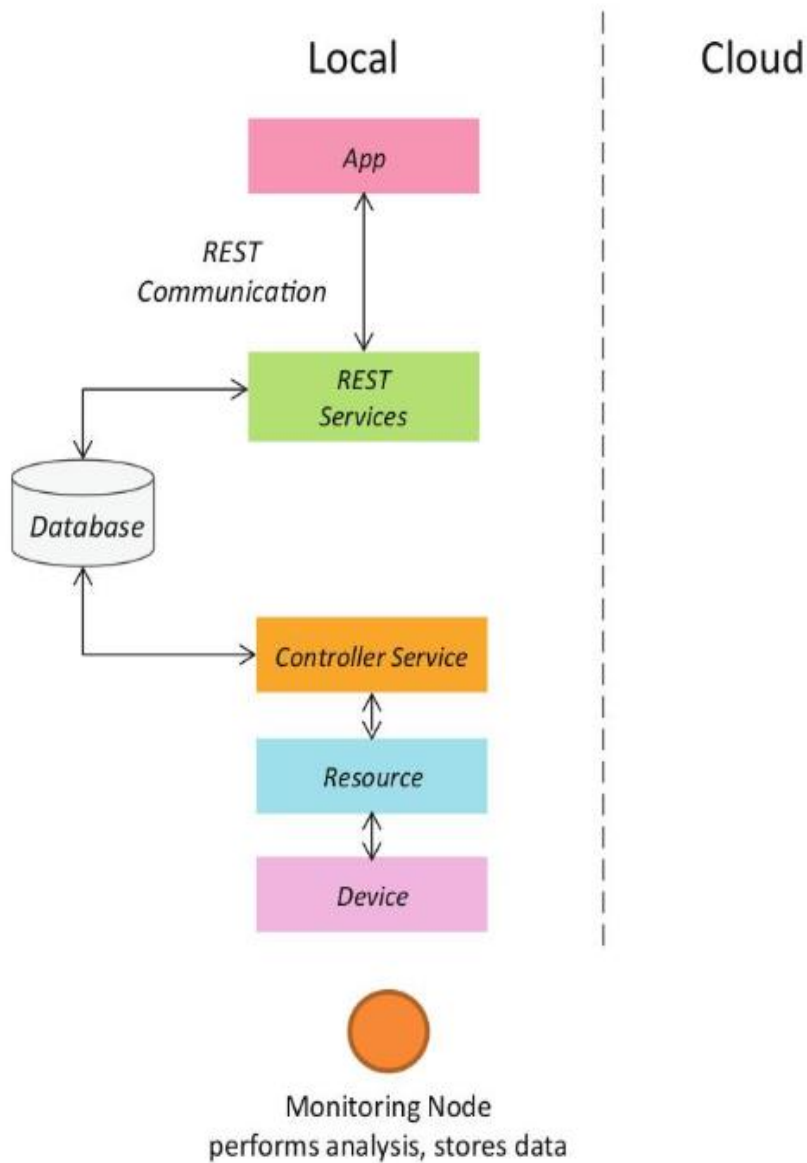 Local
Cloud
App
REST
Communication
REST
Services
Database
Controller Service
Resource
Device
Monitoring Node
performs analysis, stores data